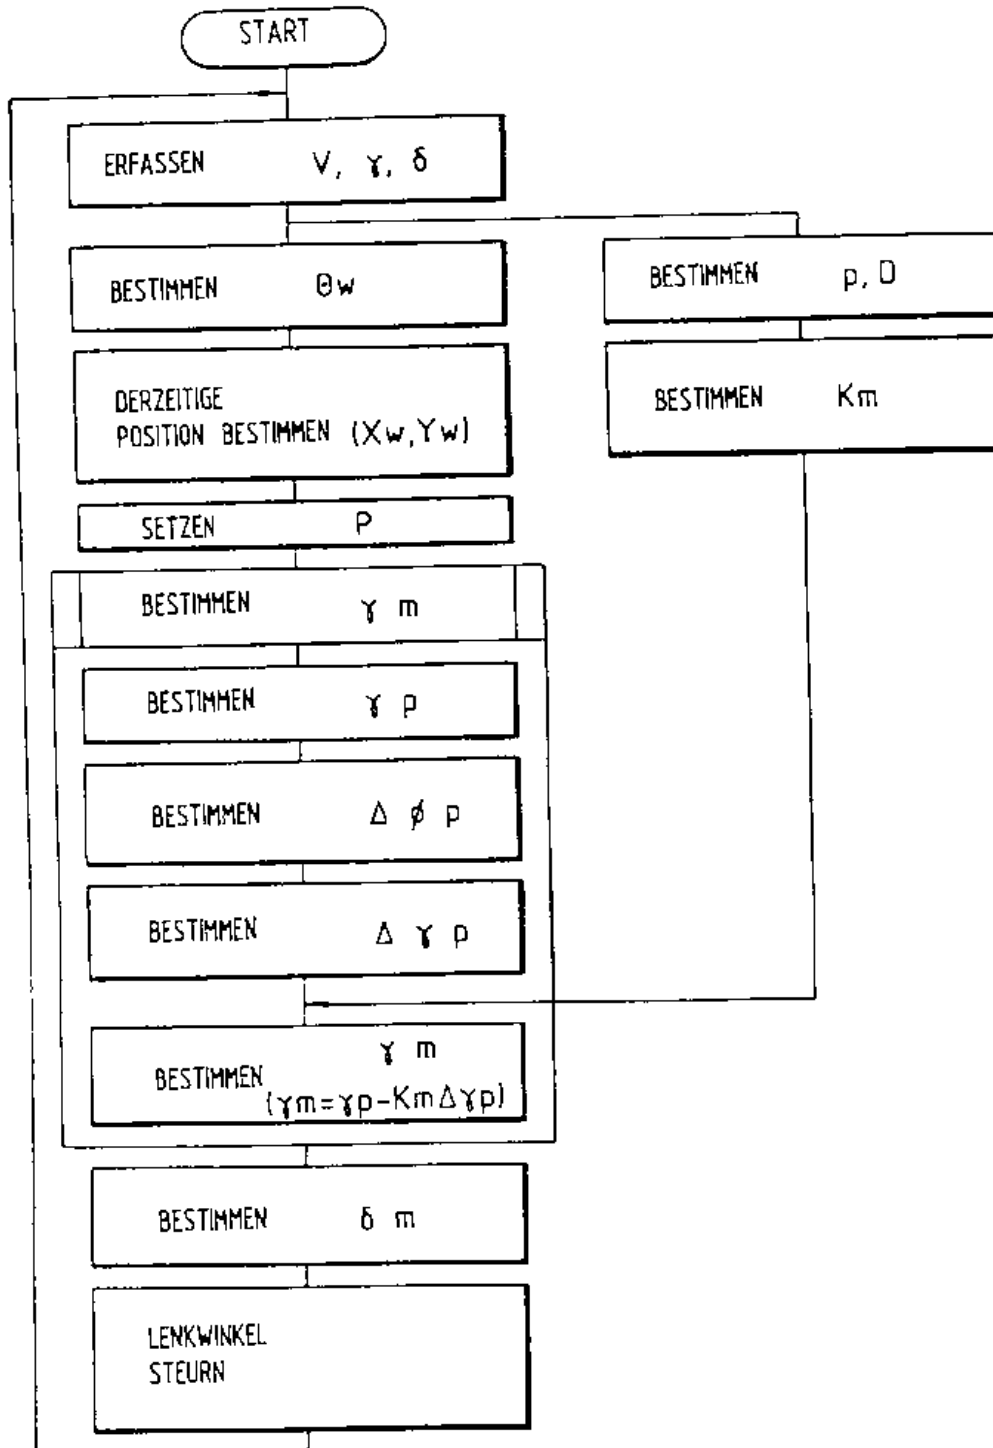 START
ERFASSEN V, γ, δ
BESTIMMEN θw
DERZEITIGE
POSITION BESTIMMEN (Xw,Yw)
SETZEN P
BESTIMMEN γ m
BESTIMMEN γ p
BESTIMMEN Δ ϕ p
BESTIMMEN Δ γ p
BESTIMMEN γ m
(γm=γp-KmΔγp)
BESTIMMEN δ m
LENKWINKEL
STEURN
BESTIMMEN p, D
BESTIMMEN Km